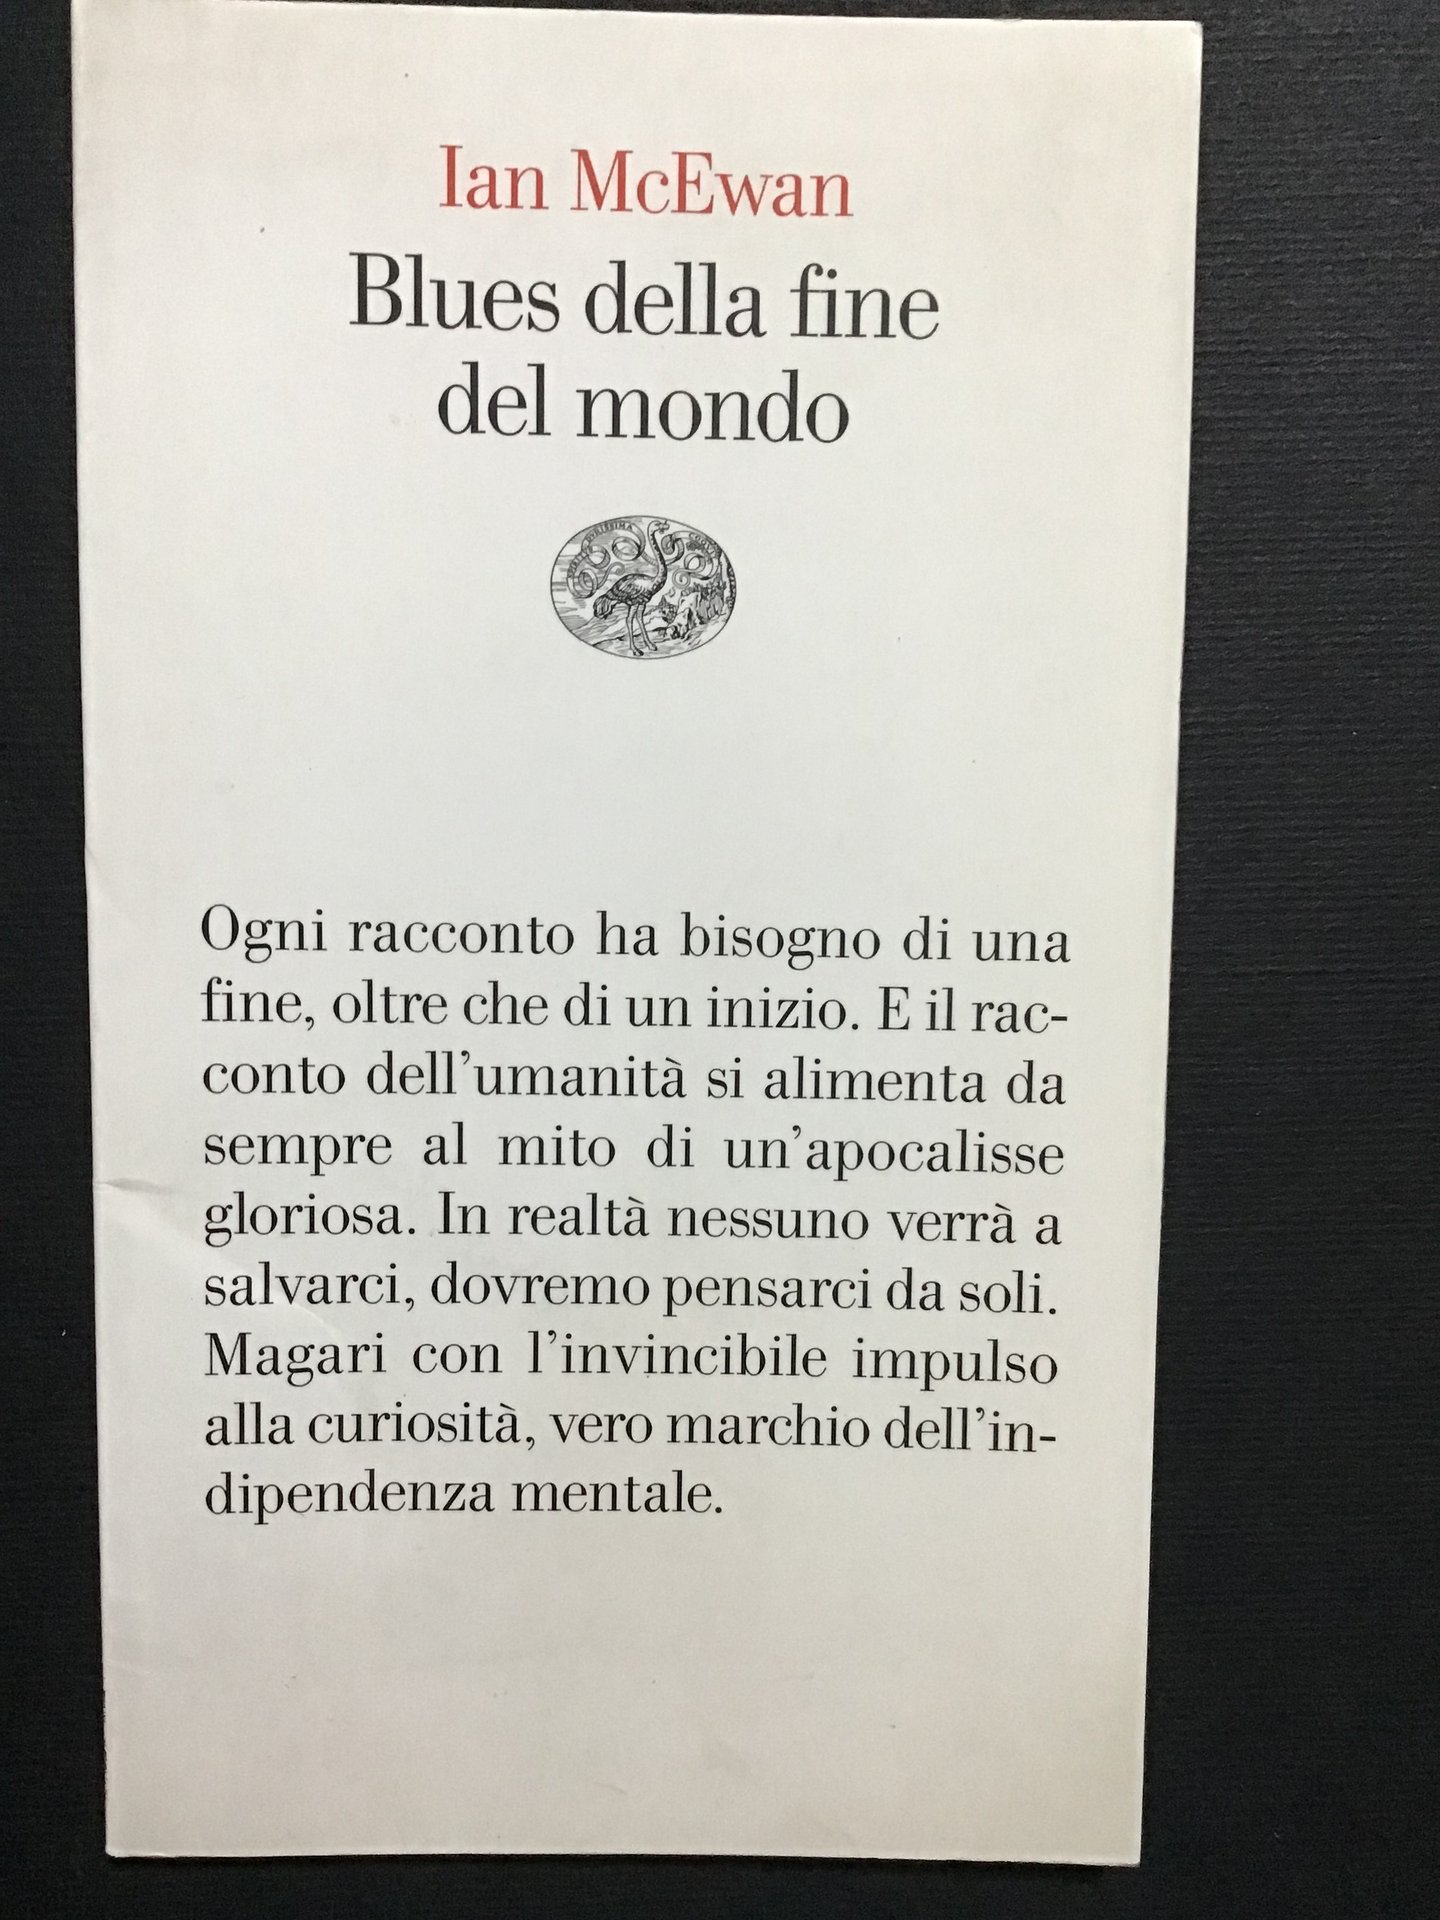 Ian McEwan
Blues della fine
del mondo
Ogni racconto ha bisogno di una
fine, oltre che di un inizio. E il rac-
conto dell'umanità si alimenta da
sempre al mito di un'apocalisse
gloriosa. In realtà nessuno verrà a
salvarci, dovremo pensarci da soli.
Magari con l'invincibile impulso
alla curiosità, vero marchio dell'in-
dipendenza mentale.